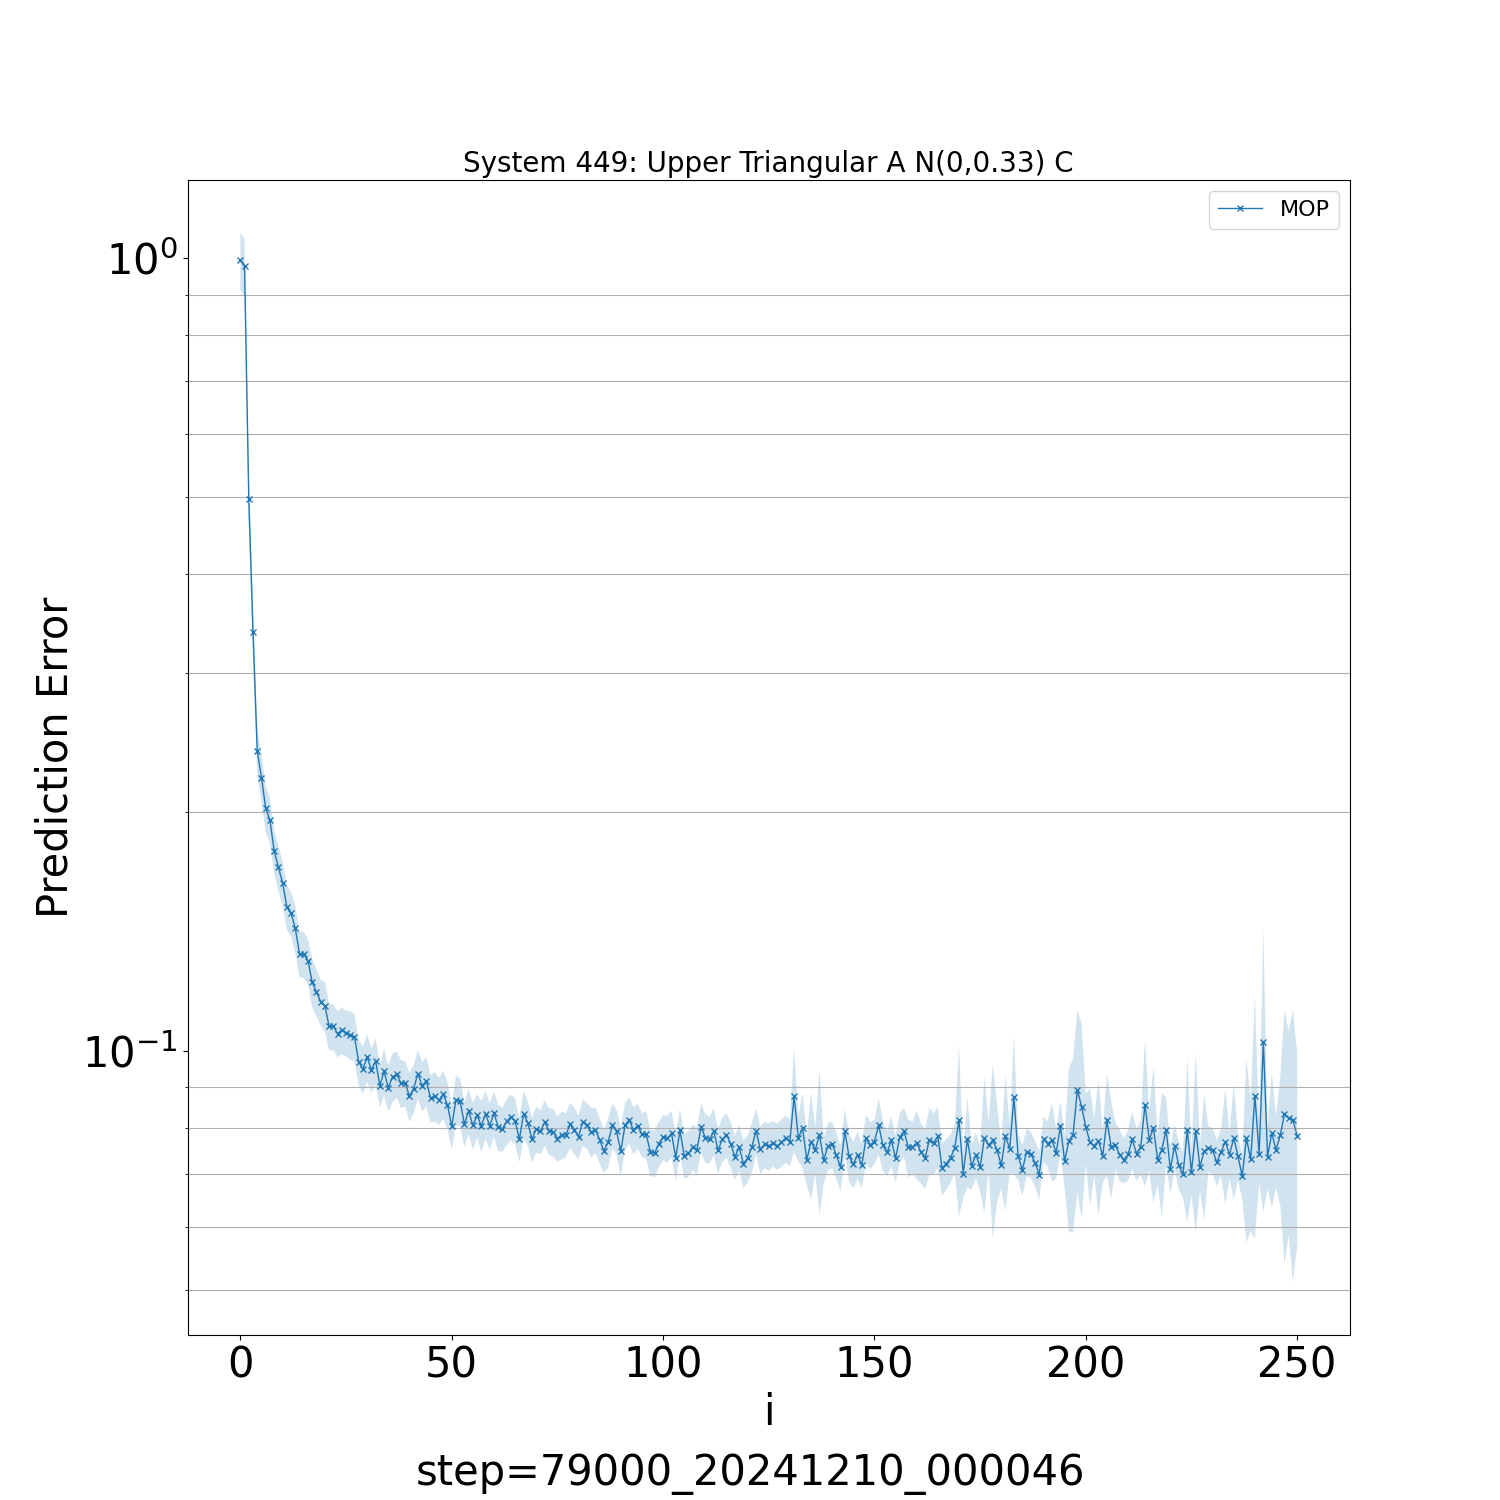 System 449: Upper Triangular A N(0,0.33) C
MOP
10⁰
10⁻¹
Prediction Error
0 50 100 150 200 250
i
step=79000_20241210_000046